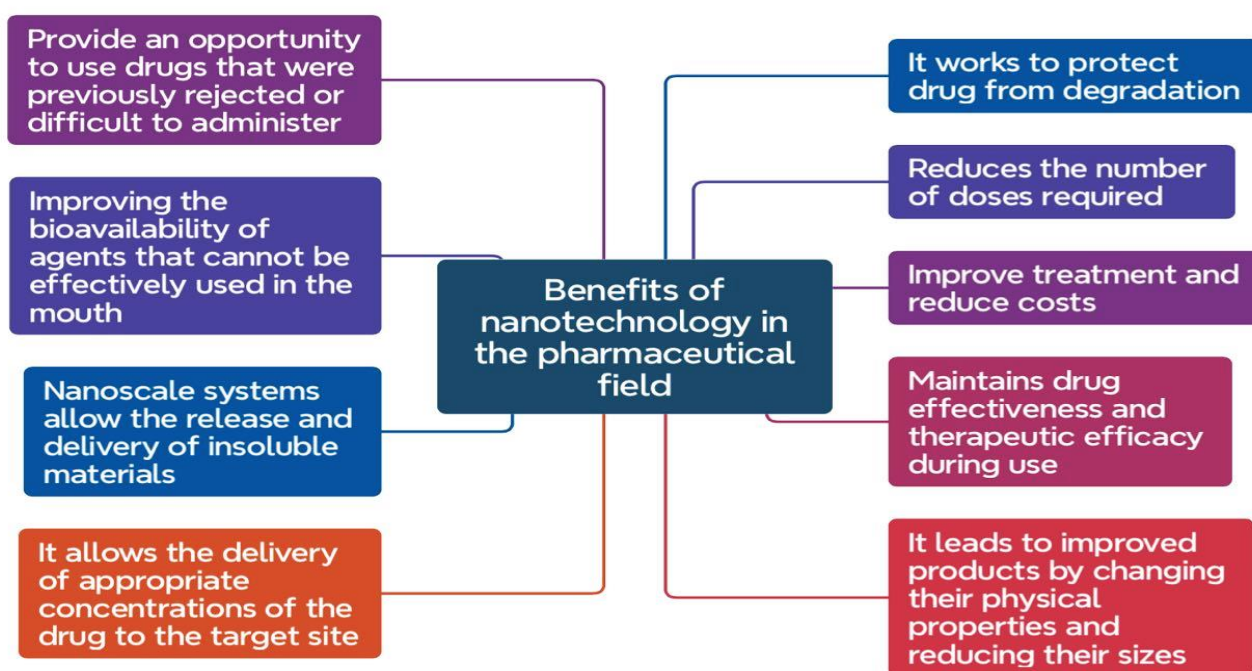 Provide an opportunity
to use drugs that were
previously rejected or
difficult to administer
Improving the
bioavailability of
agents that cannot be
effectively used in the
mouth
Nanoscale systems
allow the release and
delivery of insoluble
materials
It allows the delivery
of appropriate
concentrations of the
drug to the target site
Benefits of
nanotechnology in
the pharmaceutical
field
It works to protect
drug from degradation
Reduces the number
of doses required
Improve treatment and
reduce costs
Maintains drug
effectiveness and
therapeutic efficacy
during use
It leads to improved
products by changing
their physical
properties and
reducing their sizes